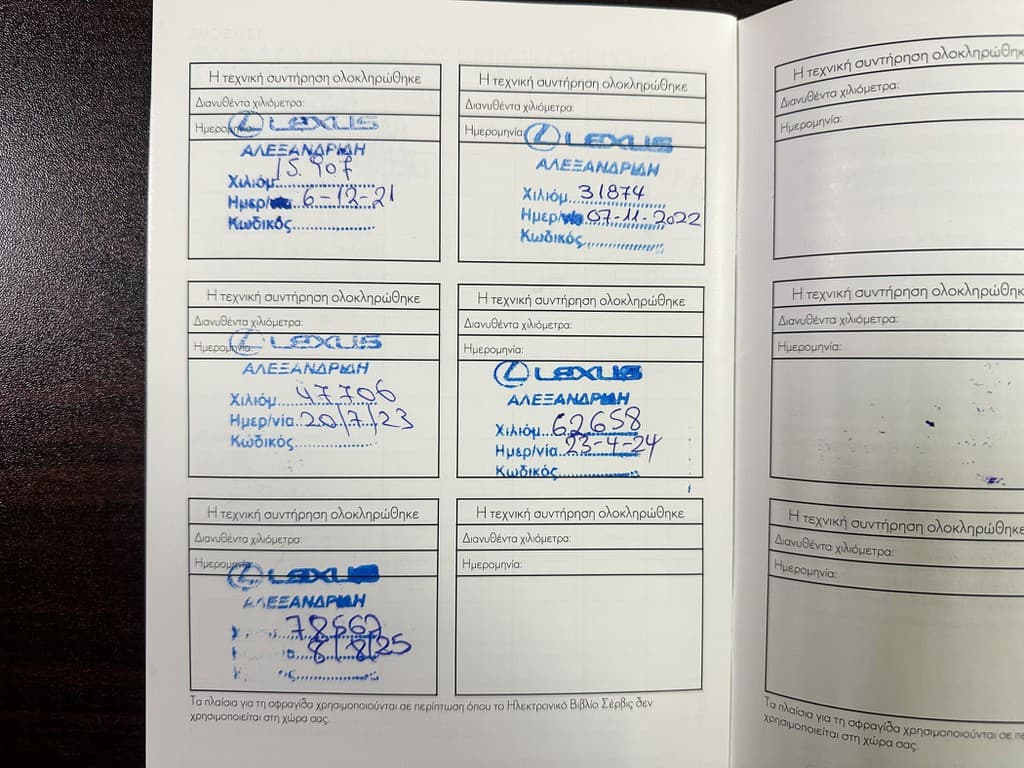 Η τεχνική συντήρηση ολοκληρώθηκε
Διανυθέντα χιλιόμετρα:
Ημερομηνία:
LEXUS
ΑΛΕΞΑΝΔΡΙΔΗ
Χιλιόμ. 15.907
Ημερ/νία 6-12-21
Κωδικός
Η τεχνική συντήρηση ολοκληρώθηκε
Διανυθέντα χιλιόμετρα:
Ημερομηνία
LEXUS
ΑΛΕΞΑΝΔΡΙΔΗ
Χιλιόμ. 31874
Ημερ/νία 07-11-2022
Κωδικός
Η τεχνική συντήρηση ολοκληρώθηκε
Διανυθέντα χιλιόμετρα:
Ημερομηνία:
LEXUS
ΑΛΕΞΑΝΔΡΙΔΗ
Χιλιόμ. 47706
Ημερ/νία 20/7/23
Κωδικός
Η τεχνική συντήρηση ολοκληρώθηκε
Διανυθέντα χιλιόμετρα:
Ημερομηνία:
LEXUS
ΑΛΕΞΑΝΔΡΙΔΗ
Χιλιόμ. 62658
Ημερ/νία 23-4-24
Κωδικός
Η τεχνική συντήρηση ολοκληρώθηκε
Διανυθέντα χιλιόμετρα:
Ημερομηνία:
LEXUS
ΑΛΕΞΑΝΔΡΙΔΗ
78667
8/8/25
Η τεχνική συντήρηση ολοκληρώθηκε
Διανυθέντα χιλιόμετρα:
Ημερομηνία:
Τα πλαίσια για τη σφραγίδα χρησιμοποιούνται σε περίπτωση όπου το Ηλεκτρονικό Βιβλίο Σέρβις δεν
χρησιμοποιείται στη χώρα σας.
Η τεχνική συντήρηση ολοκληρώθηκε
Διανυθέντα χιλιόμετρα:
Ημερομηνία:
Η τεχνική συντήρηση ολοκληρώθηκ
Διανυθέντα χιλιόμετρα:
Ημερομηνία:
Η τεχνική συντήρηση ολοκληρώθηκε
Διανυθέντα χιλιόμετρα:
Ημερομηνία:
Τα πλαίσια για τη σφραγίδα χρησιμοποιούνται σε πε
χρησιμοποιείται στη χώρα σας.